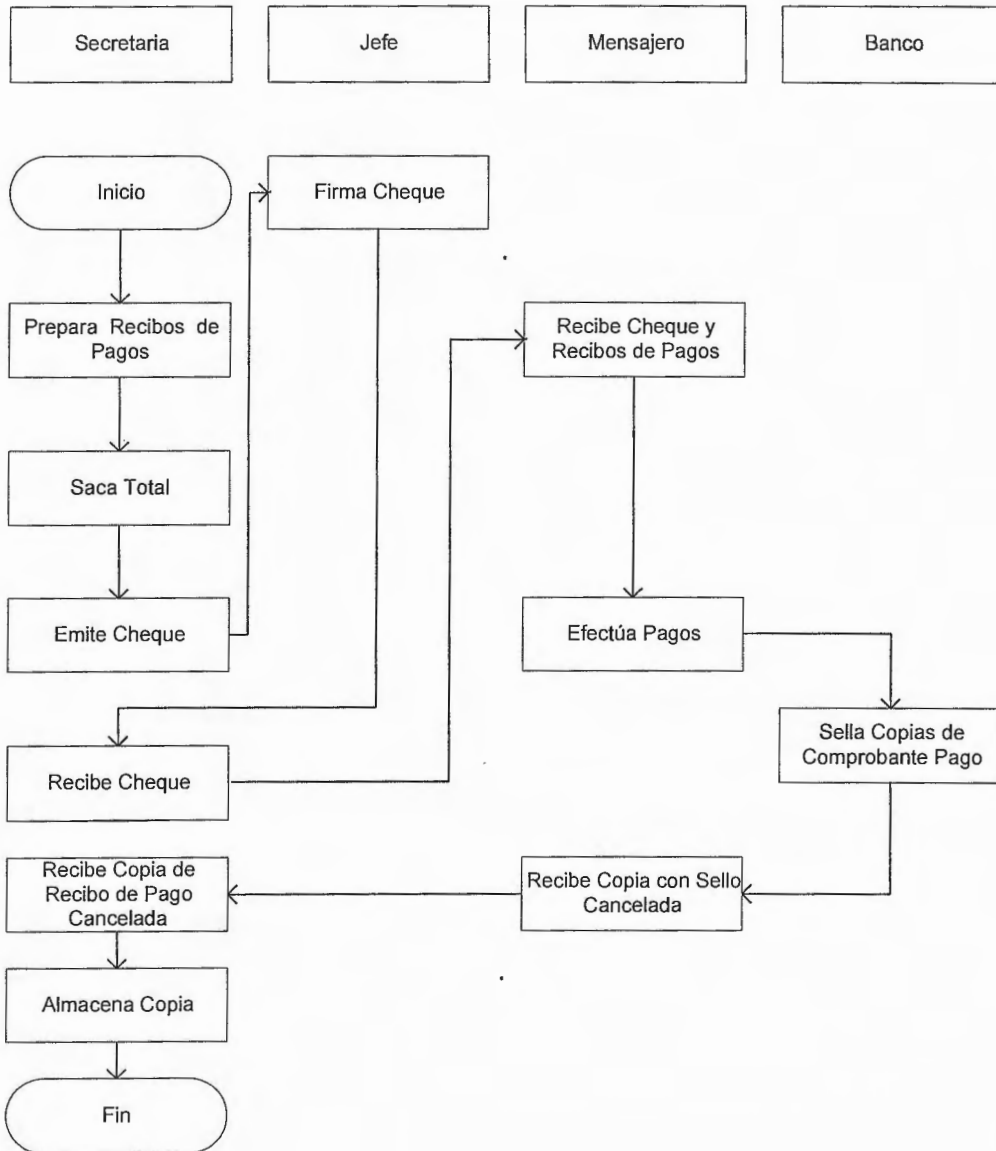 Secretaria
Jefe
Mensajero
Banco
Inicio
Firma Cheque
Prepara Recibos de
Pagos
Recibe Cheque y
Recibos de Pagos
Saca Total
Emite Cheque
Efectúa Pagos
Sella Copias de
Comprobante Pago
Recibe Cheque
Recibe Copia de
Recibo de Pago
Cancelada
Recibe Copia con Sello
Cancelada
Almacena Copia
Fin